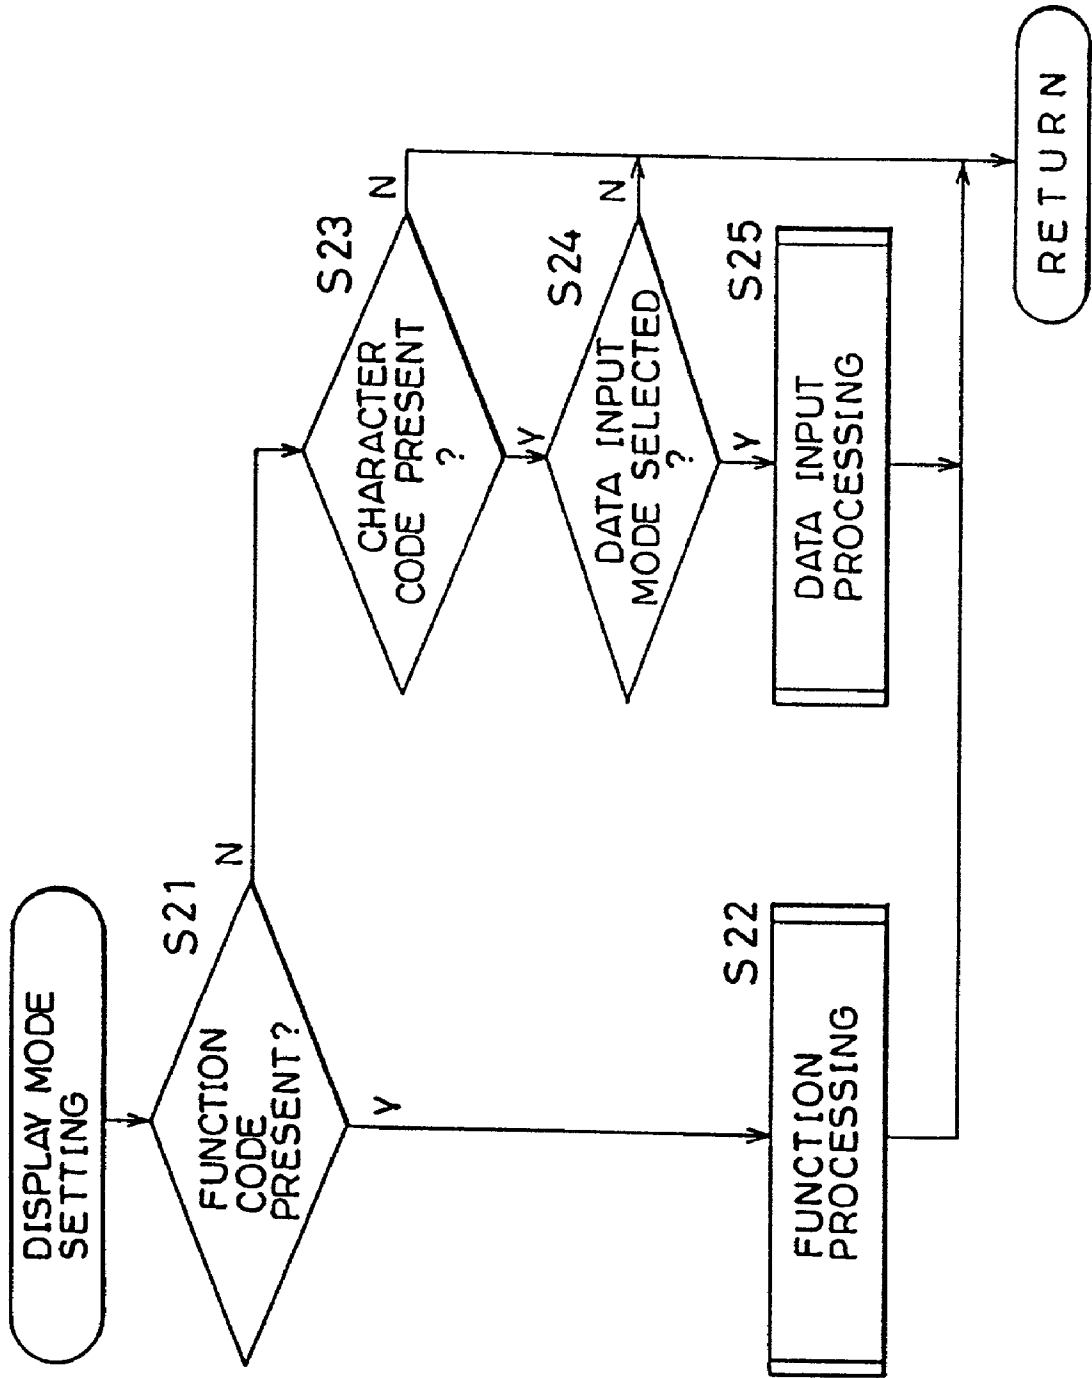 DISPLAY MODE
SETTING
S21
FUNCTION
CODE
PRESENT?
N
Y
S22
FUNCTION
PROCESSING
S23
CHARACTER
CODE PRESENT
?
N
Y
S24
DATA INPUT
MODE SELECTED
?
N
Y
S25
DATA INPUT
PROCESSING
RETURN